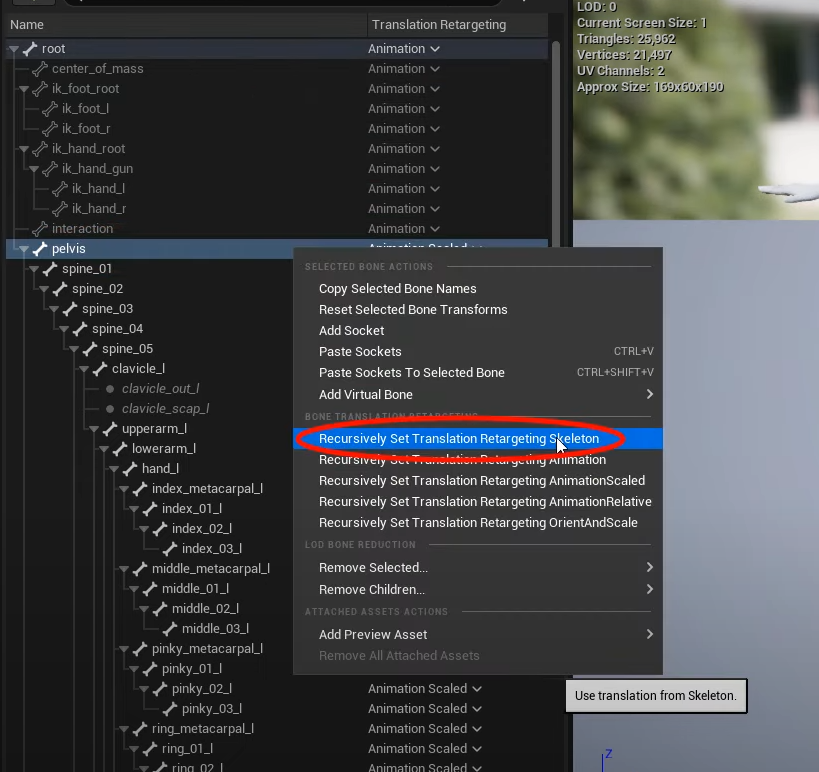 Name
Translation Retargeting
LOD: 0
Current Screen Size: 1
Triangles: 25,962
Vertices: 21,497
UV Channels: 2
Approx Size: 169x60x190
root Animation
center_of_mass Animation
ik_foot_root Animation
ik_foot_l Animation
ik_foot_r Animation
ik_hand_root Animation
ik_hand_gun Animation
ik_hand_l Animation
ik_hand_r Animation
interaction Animation
pelvis Animation Scaled
spine_01
spine_02
spine_03
spine_04
spine_05
clavicle_l
clavicle_out_l
clavicle_scap_l
upperarm_l
lowerarm_l
hand_l
index_metacarpal_l
index_01_l
index_02_l
index_03_l
middle_metacarpal_l
middle_01_l
middle_02_l
middle_03_l
pinky_metacarpal_l
pinky_01_l
pinky_02_l Animation Scaled
pinky_03_l Animation Scaled
ring_metacarpal_l Animation Scaled
ring_01_l Animation Scaled
ring_02_l Animation Scaled
SELECTED BONE ACTIONS
Copy Selected Bone Names
Reset Selected Bone Transforms
Add Socket
Paste Sockets CTRL+V
Paste Sockets To Selected Bone CTRL+SHIFT+V
Add Virtual Bone
BONE TRANSLATION RETARGETING
Recursively Set Translation Retargeting Skeleton
Recursively Set Translation Retargeting Animation
Recursively Set Translation Retargeting AnimationScaled
Recursively Set Translation Retargeting AnimationRelative
Recursively Set Translation Retargeting OrientAndScale
LOD BONE REDUCTION
Remove Selected...
Remove Children...
ATTACHED ASSETS ACTIONS
Add Preview Asset
Remove All Attached Assets
Use translation from Skeleton.
Z